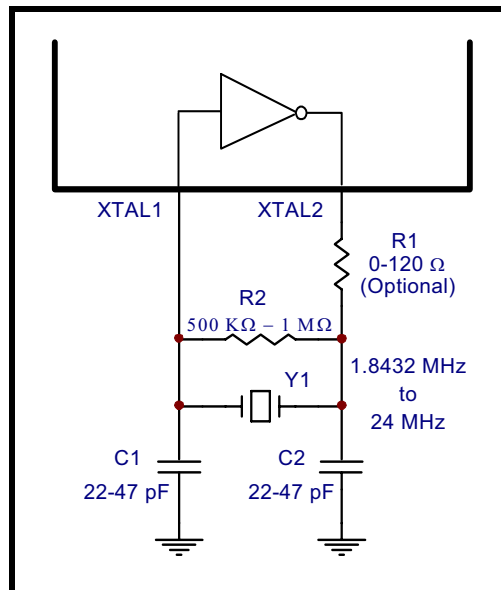 XTAL1
XTAL2
R1
0-120 Ω
(Optional)
R2
500 KΩ – 1 MΩ
Y1
1.8432 MHz
to
24 MHz
C1
22-47 pF
C2
22-47 pF